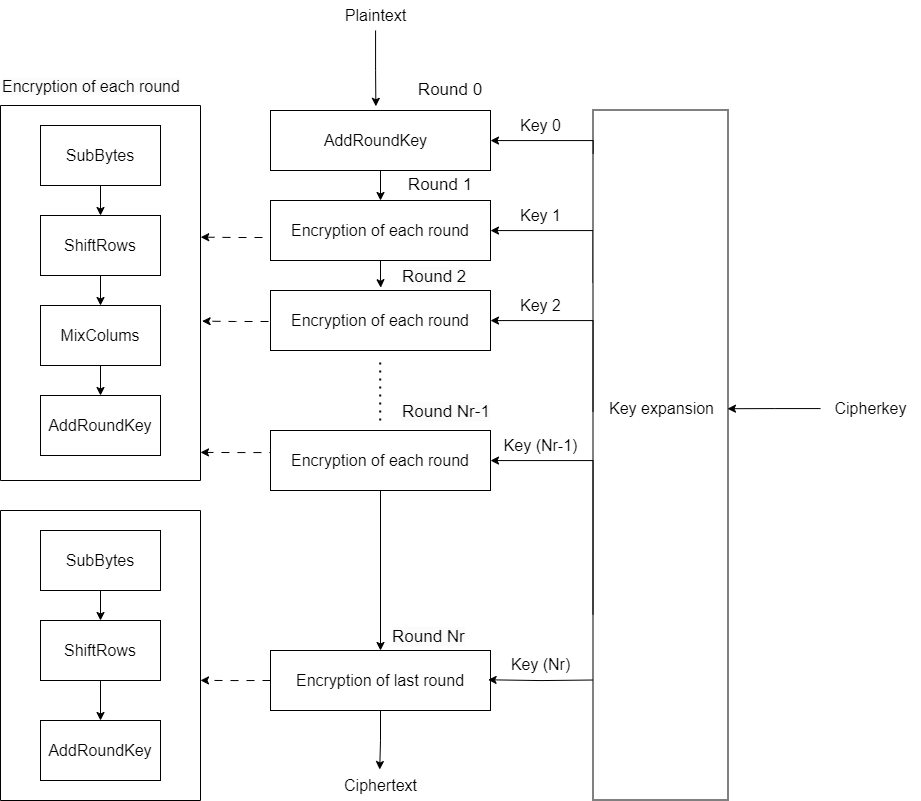 Plaintext
Encryption of each round
Round 0
SubBytes
AddRoundKey
Key 0
Round 1
ShiftRows
Encryption of each round
Key 1
Round 2
MixColums
Encryption of each round
Key 2
AddRoundKey
Round Nr-1
Encryption of each round
Key (Nr-1)
Key expansion
Cipherkey
SubBytes
ShiftRows
AddRoundKey
Round Nr
Encryption of last round
Key (Nr)
Ciphertext